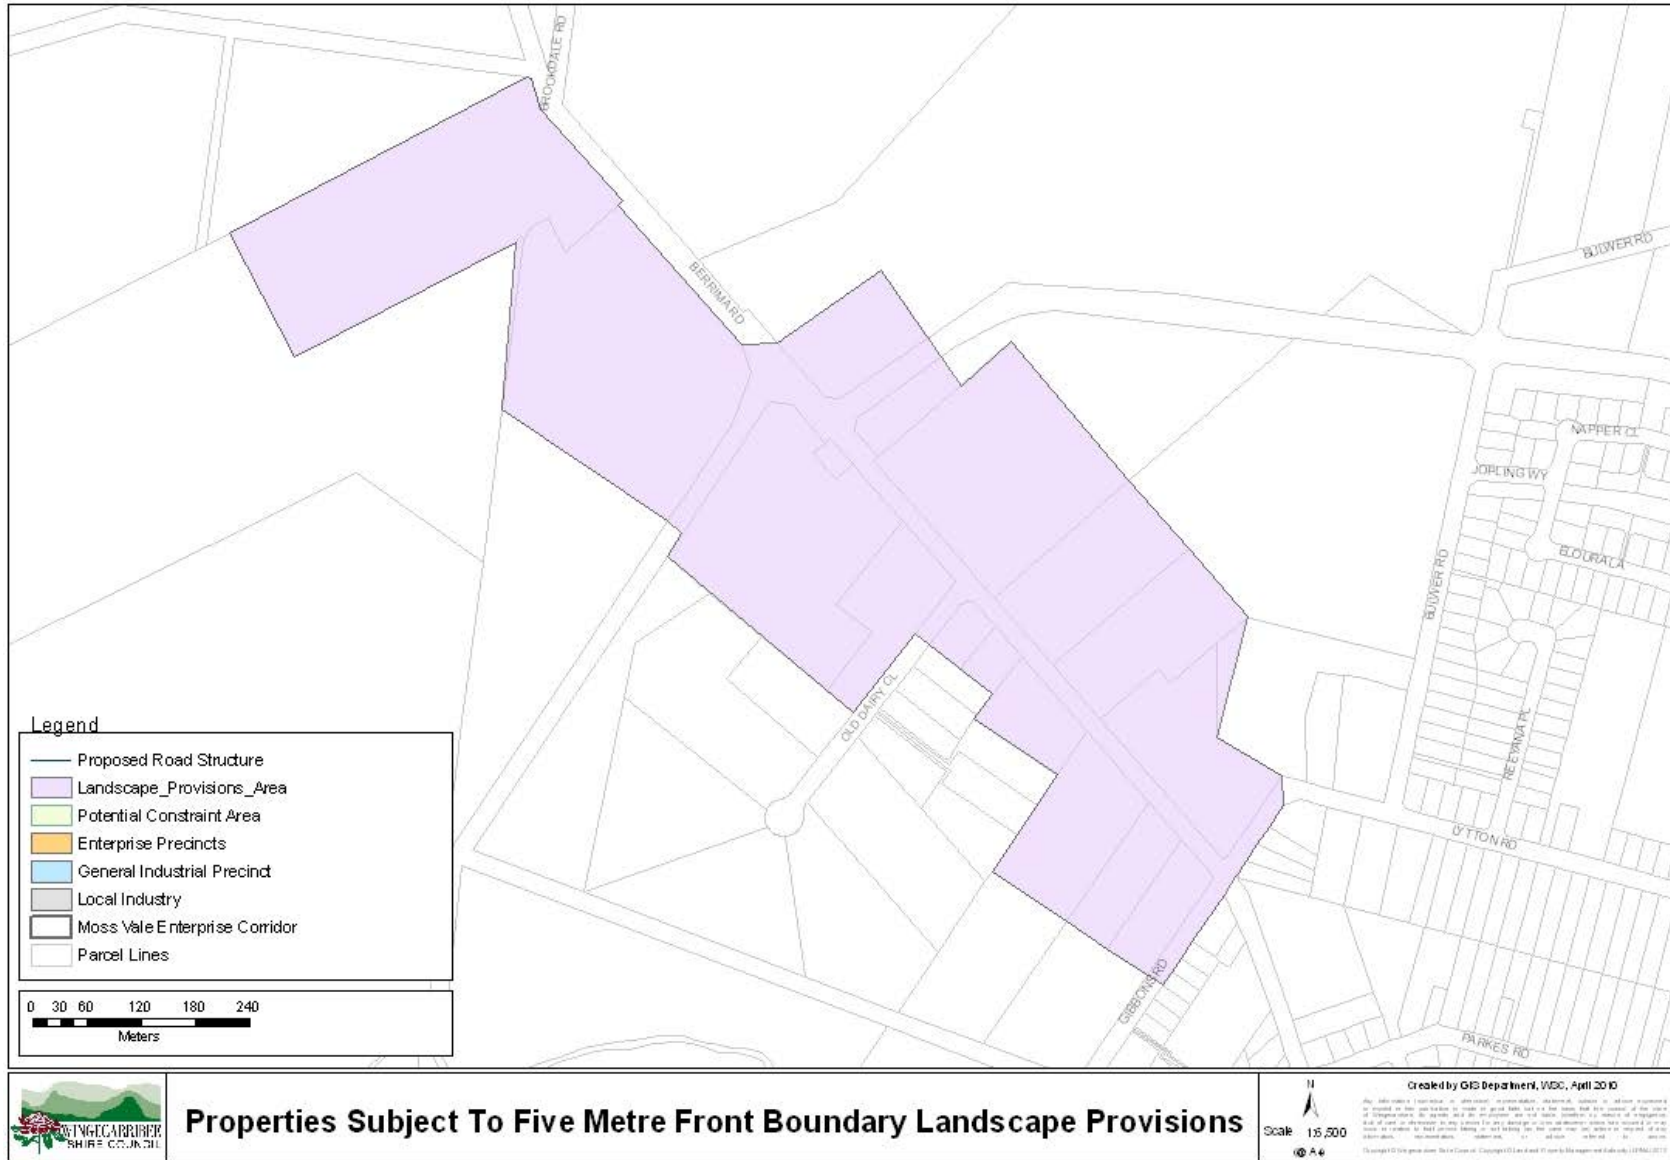 BROOKDALE RD
BERRIMA RD
BULWER RD
NAPPER CL
JOPLING WY
ELOURALA
BULWER RD
REEYANA PL
OLD DAIRY CL
LYTTON RD
GIBBONS RD
PARKES RD
Legend
Proposed Road Structure
Landscape_Provisions_Area
Potential Constraint Area
Enterprise Precincts
General Industrial Precinct
Local Industry
Moss Vale Enterprise Corridor
Parcel Lines
0 30 60 120 180 240
Meters
WINGECARRIBEE
SHIRE COUNCIL
Properties Subject To Five Metre Front Boundary Landscape Provisions
N
Scale 1:6,500
@ A4
Created by GIS Department, WSC, April 2010